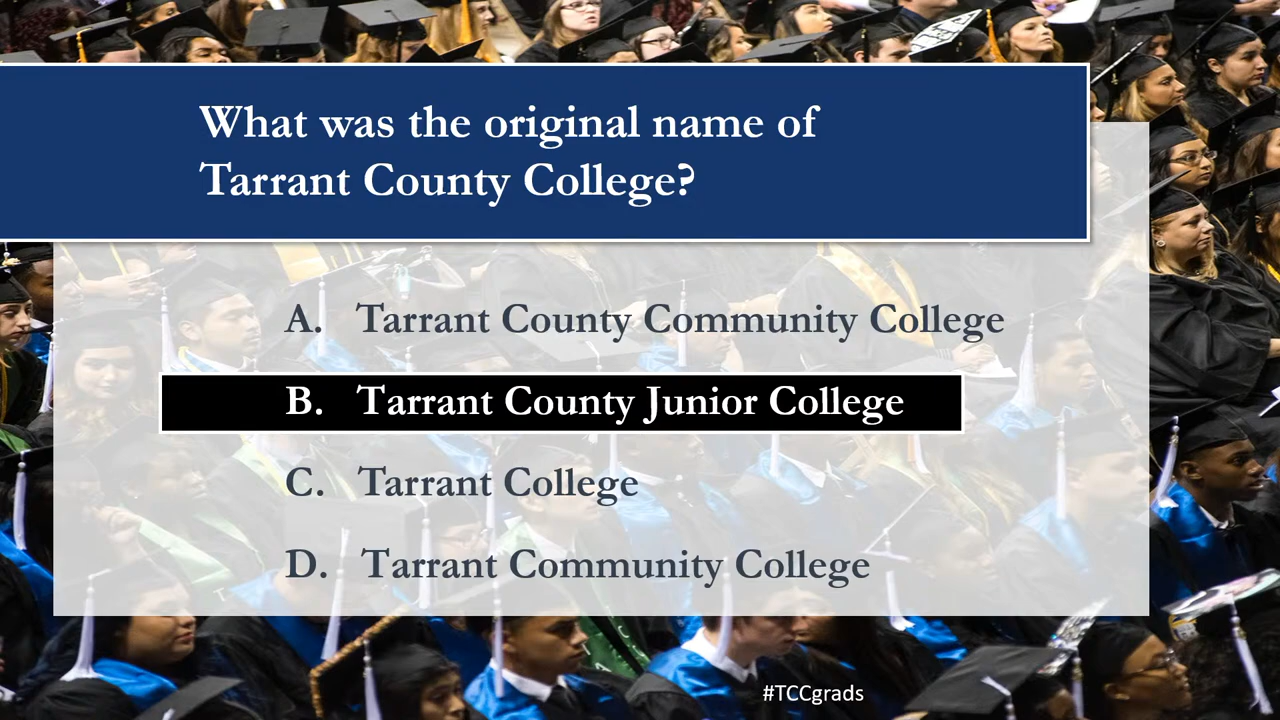 What was the original name of
Tarrant County College?
A. Tarrant County Community College
B. Tarrant County Junior College
C. Tarrant College
D. Tarrant Community College
#TCCgrads